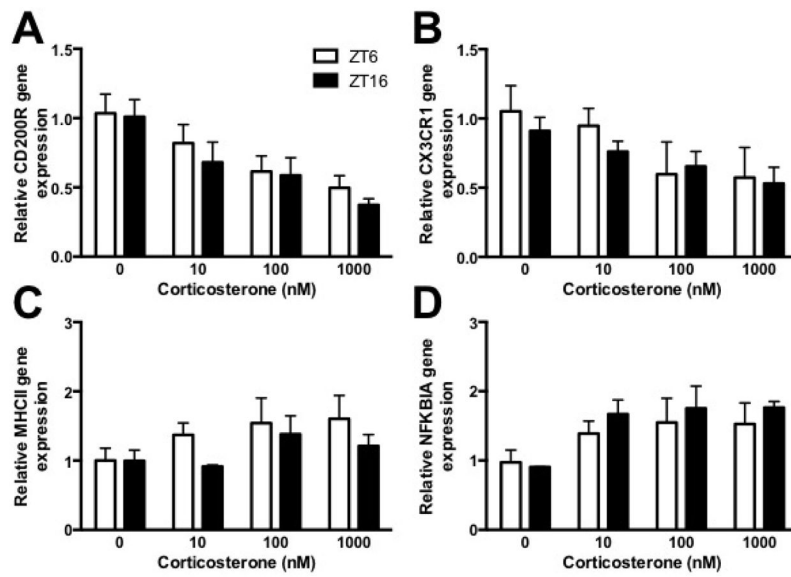 A
Relative CD200R gene
expression
1.5
1.0
0.5
0.0
0 10 100 1000
Corticosterone (nM)
ZT6
ZT16
B
Relative CX3CR1 gene
expression
1.5
1.0
0.5
0.0
0 10 100 1000
Corticosterone (nM)
C
Relative MHCII gene
expression
3
2
1
0
0 10 100 1000
Corticosterone (nM)
D
Relative NFKBIA gene
expression
3
2
1
0
0 10 100 1000
Corticosterone (nM)